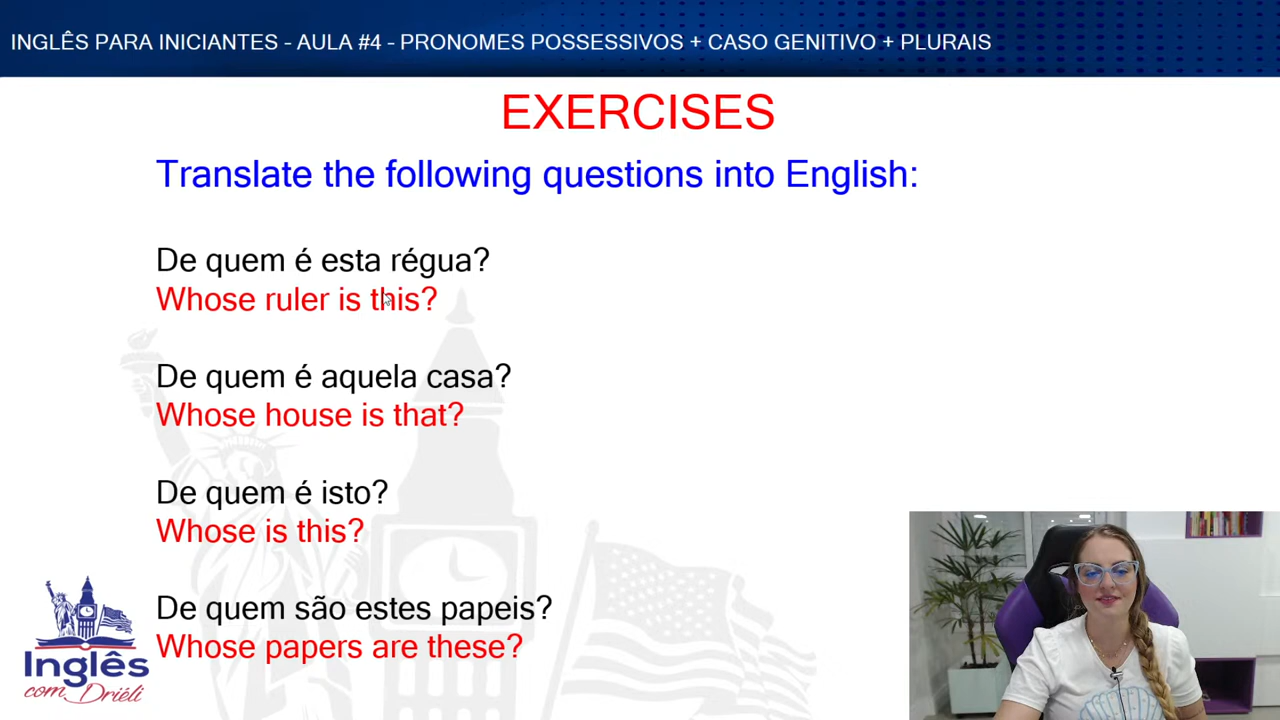 INGLÊS PARA INICIANTES - AULA #4 - PRONOMES POSSESSIVOS + CASO GENITIVO + PLURAIS
EXERCISES
Translate the following questions into English:
De quem é esta régua?
Whose ruler is this?
De quem é aquela casa?
Whose house is that?
De quem é isto?
Whose is this?
De quem são estes papeis?
Whose papers are these?
Inglês
com Driéli